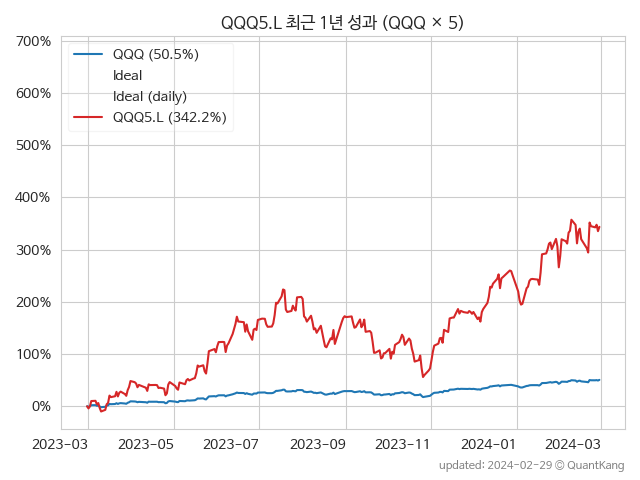 QQQ5.L 최근 1년 성과 (QQQ × 5)
700%
600%
500%
400%
300%
200%
100%
0%
QQQ (50.5%)
Ideal
Ideal (daily)
QQQ5.L (342.2%)
2023-03
2023-05
2023-07
2023-09
2023-11
2024-01
2024-03
updated: 2024-02-29 © QuantKang